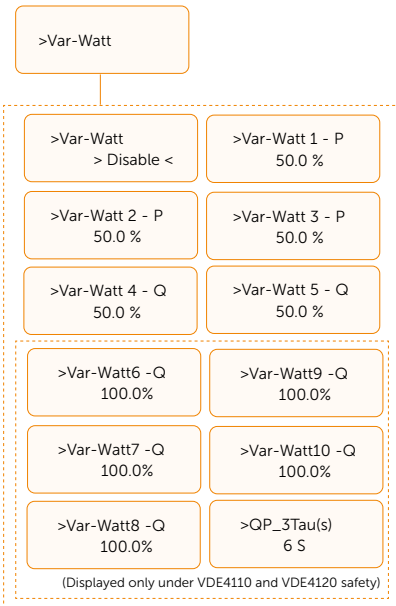 >Var-Watt
>Var-Watt
> Disable <
>Var-Watt 1 - P
50.0 %
>Var-Watt 2 - P
50.0 %
>Var-Watt 3 - P
50.0 %
>Var-Watt 4 - Q
50.0 %
>Var-Watt 5 - Q
50.0 %
>Var-Watt6 -Q
100.0%
>Var-Watt9 -Q
100.0%
>Var-Watt7 -Q
100.0%
>Var-Watt10 -Q
100.0%
>Var-Watt8 -Q
100.0%
>QP_3Tau(s)
6 S
(Displayed only under VDE4110 and VDE4120 safety)